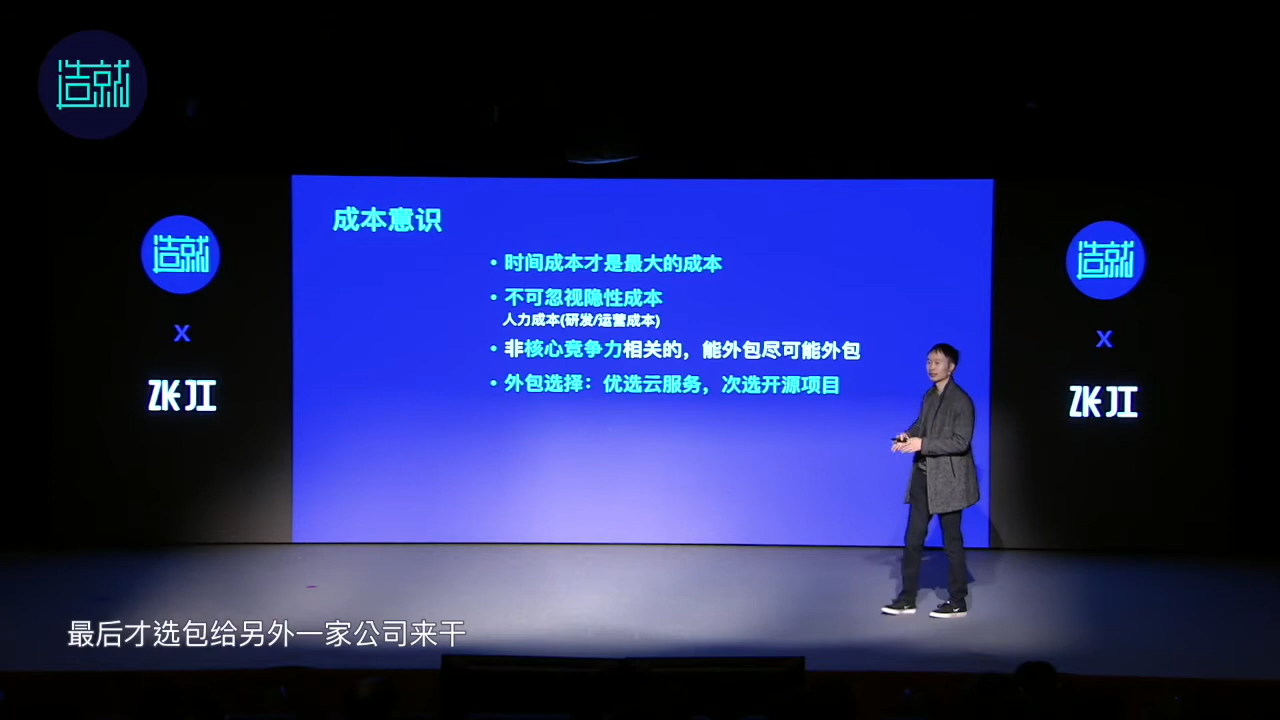 造就
成本意识
• 时间成本才是最大的成本
• 不可忽视隐性成本
人力成本(研发/运营成本)
• 非核心竞争力相关的，能外包尽可能外包
• 外包选择：优选云服务，次选开源项目
造就
X
ZKJI
造就
X
ZKJI
最后才选包给另外一家公司来干